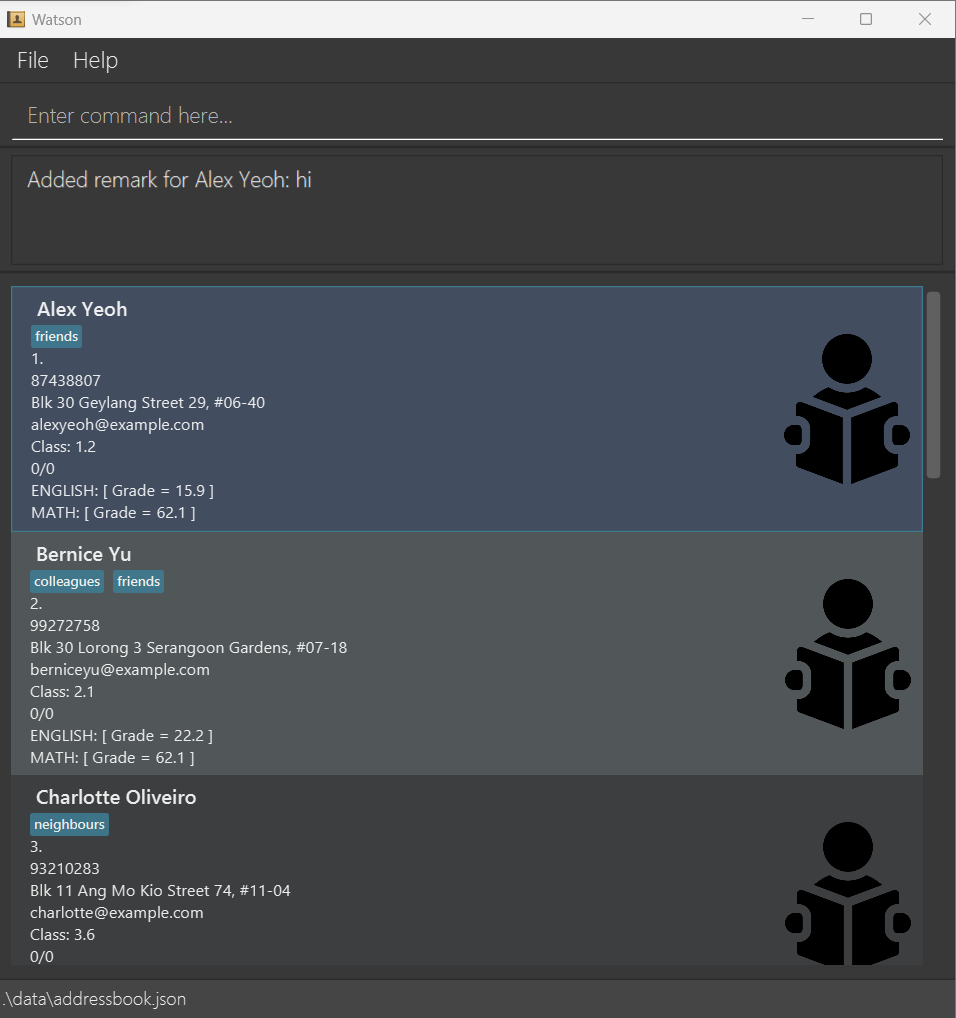 Watson
File Help
Enter command here...
Added remark for Alex Yeoh: hi
Alex Yeoh
friends
1.
87438807
Blk 30 Geylang Street 29, #06-40
alexyeoh@example.com
Class: 1.2
0/0
ENGLISH: [ Grade = 15.9 ]
MATH: [ Grade = 62.1 ]
Bernice Yu
colleagues friends
2.
99272758
Blk 30 Lorong 3 Serangoon Gardens, #07-18
berniceyu@example.com
Class: 2.1
0/0
ENGLISH: [ Grade = 22.2 ]
MATH: [ Grade = 62.1 ]
Charlotte Oliveiro
neighbours
3.
93210283
Blk 11 Ang Mo Kio Street 74, #11-04
charlotte@example.com
Class: 3.6
0/0
.\data\addressbook.json